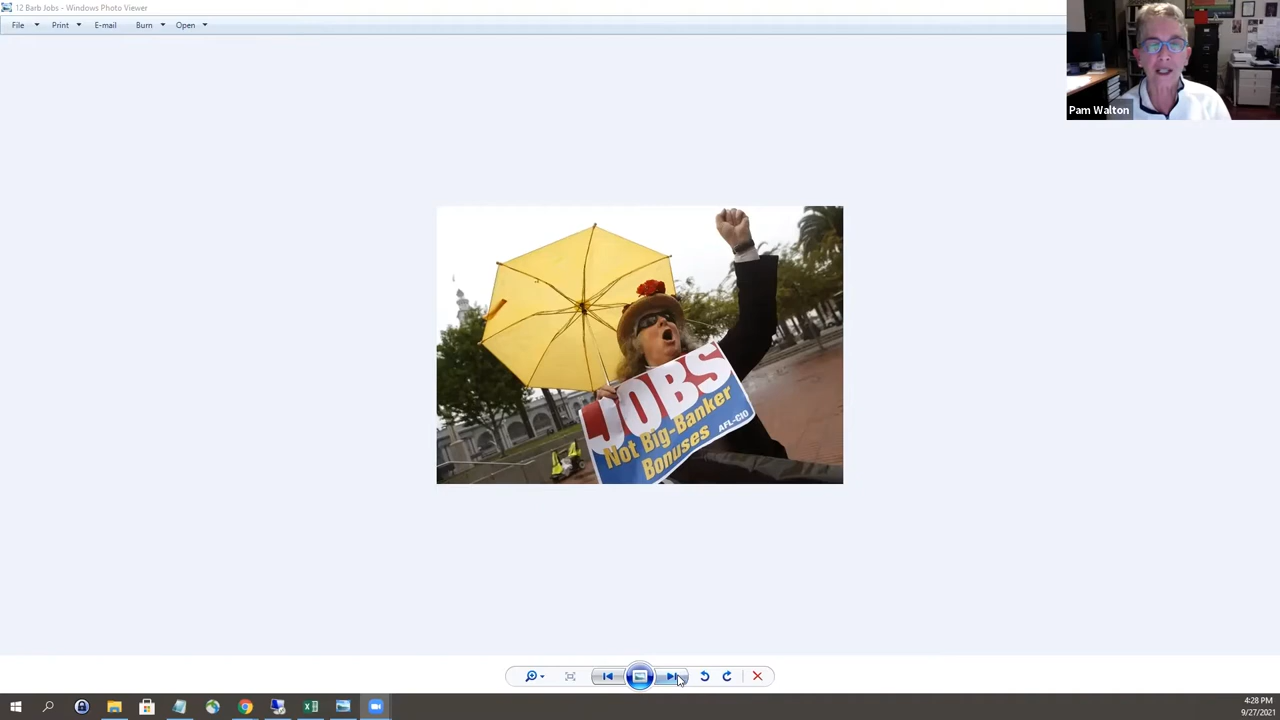 12 Barb Jobs - Windows Photo Viewer
File Print E-mail Burn Open
Pam Walton
JOBS
Not Big-Banker
Bonuses
AFL-CIO
4:28 PM
9/27/2021